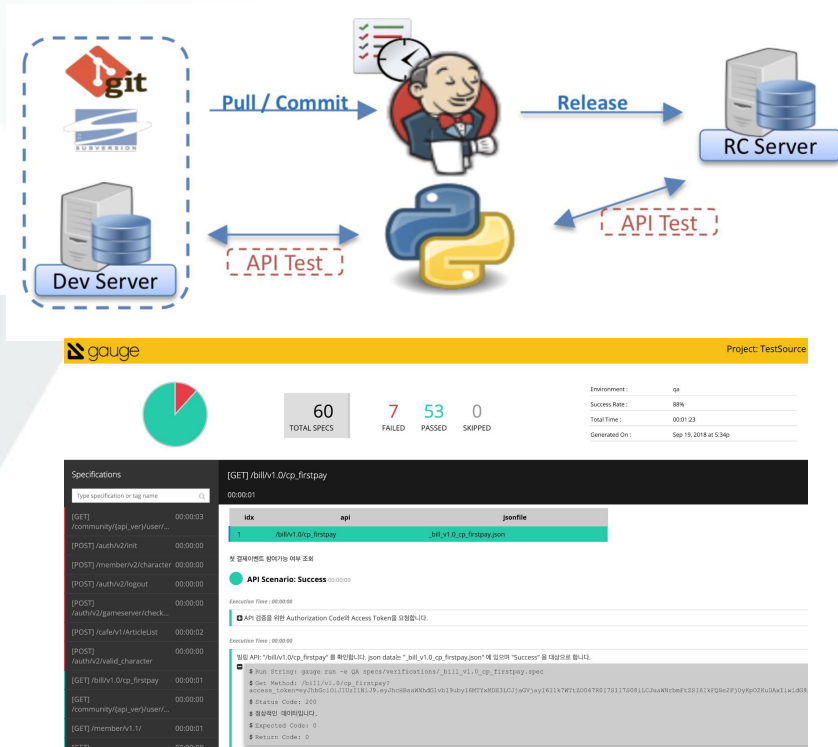 git
SUBVERSION
Dev Server
Pull / Commit
API Test
Release
RC Server
API Test
gauge
Project: TestSource
60
TOTAL SPECS
7
FAILED
53
PASSED
0
SKIPPED
Environment : qa
Success Rate : 88%
Total Time : 00:01:23
Generated On : Sep 19, 2018 at 5:34p
Specifications
Type specification or tag name
[GET] /community/{api_ver}/user/... 00:00:03
[POST] /auth/v2/init 00:00:00
[POST] /member/v2/character 00:00:00
[POST] /auth/v2/logout 00:00:00
[POST] /auth/v2/gameserver/check... 00:00:00
[POST] /cafe/v1/ArticleList 00:00:02
[POST] /auth/v2/valid_character 00:00:00
[GET] /bill/v1.0/cp_firstpay 00:00:01
[GET] /community/{api_ver}/user/... 00:00:00
[GET] /member/v1.1/ 00:00:01
[GET] /bill/v1.0/cp_firstpay
00:00:01
idx api jsonfile
1 /bill/v1.0/cp_firstpay _bill_v1.0_cp_firstpay.json
첫 결제이벤트 참여가능 여부 조회
API Scenario: Success 00:00:00
Execution Time : 00:00:00
API 검증을 위한 Authorization Code와 Access Token을 요청합니다.
Execution Time : 00:00:00
빌링 API: "/bill/v1.0/cp_firstpay" 를 확인합니다. json data는 "_bill_v1.0_cp_firstpay.json" 에 있으며 "Success" 을 대상으로 합니다.
$ Run String: gauge run -e QA specs/verifications/_bill_v1.0_cp_firstpay.spec
$ Get Method: /bill/v1.0/cp_firstpay?
$ Status Code: 200
$ 정상적인 데이터입니다.
$ Expected Code: 0
$ Return Code: 0